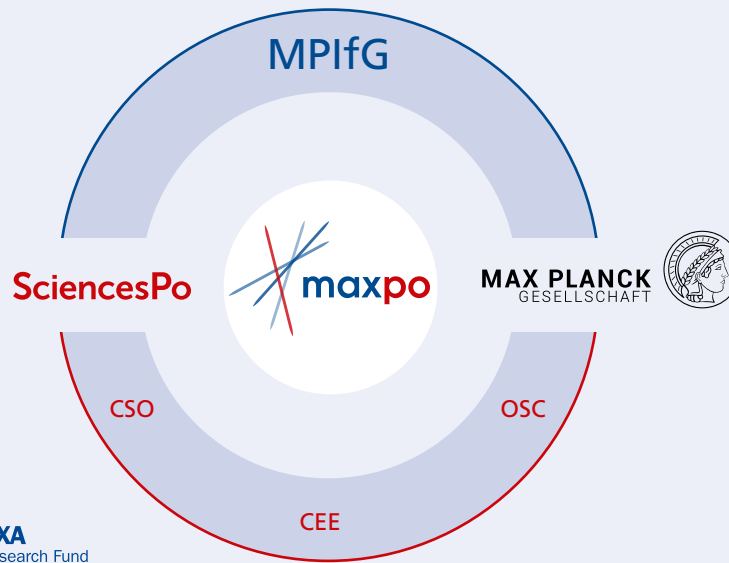 MPIfG
SciencesPo
maxpo
MAX PLANCK
GESELLSCHAFT
CSO
OSC
CEE
XA
search Fund